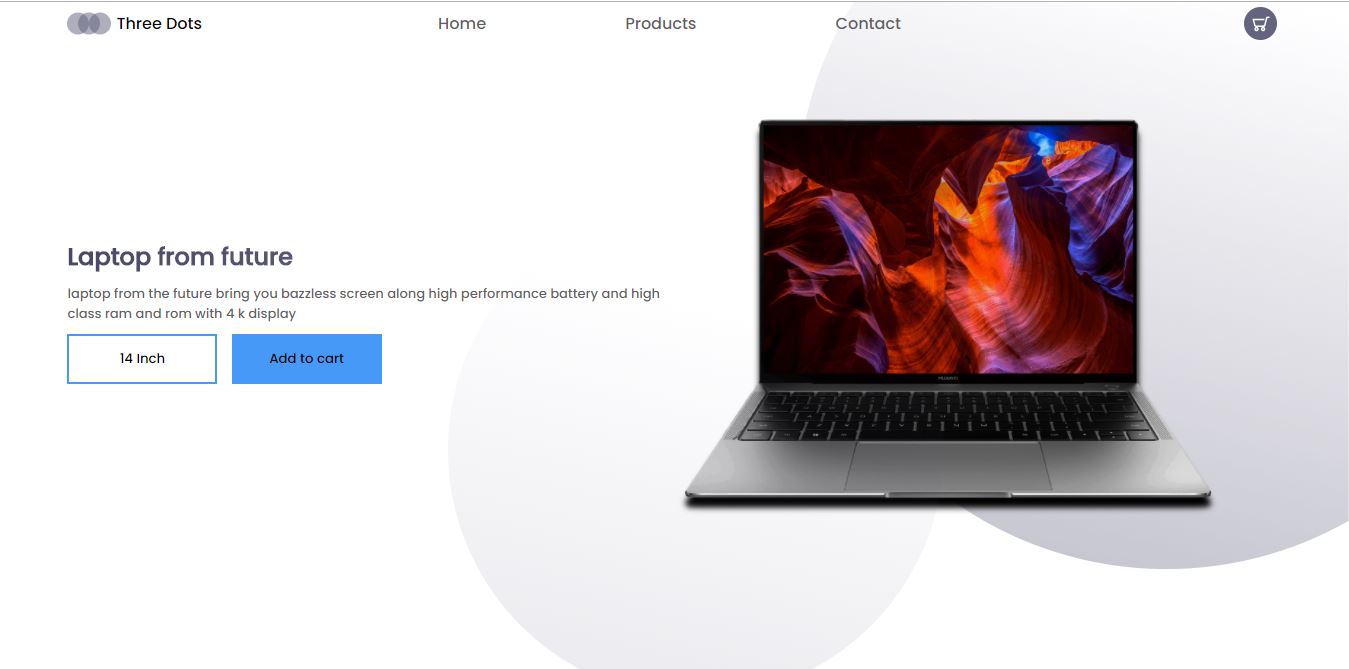 Three Dots
Home
Products
Contact
Laptop from future
laptop from the future bring you bazzless screen along high performance battery and high
class ram and rom with 4 k display
14 Inch
Add to cart
HUAWEI